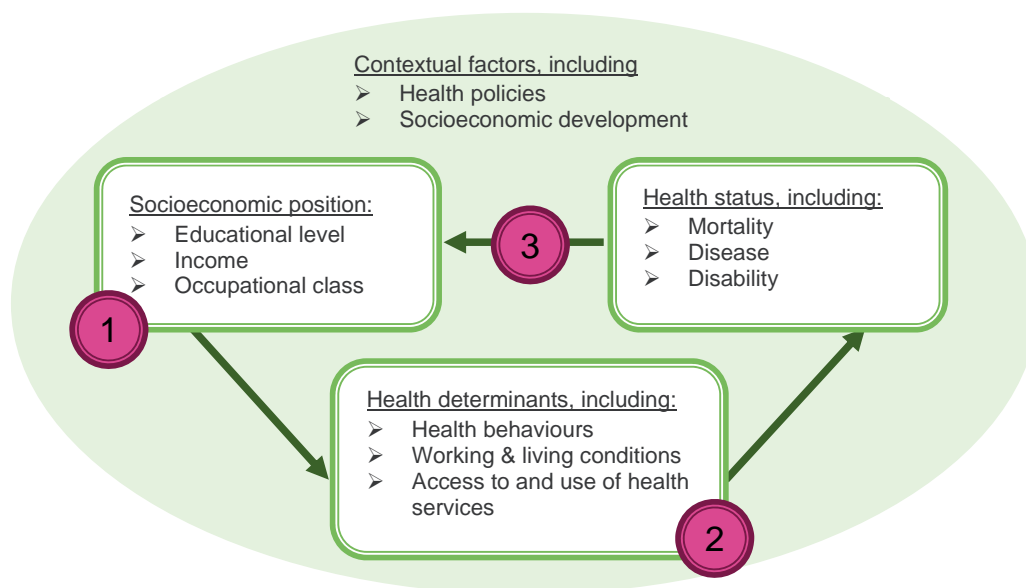 Contextual factors, including
➢ Health policies
➢ Socioeconomic development
Socioeconomic position:
➢ Educational level
➢ Income
➢ Occupational class
1
3
Health status, including:
➢ Mortality
➢ Disease
➢ Disability
Health determinants, including:
➢ Health behaviours
➢ Working & living conditions
➢ Access to and use of health
services
2